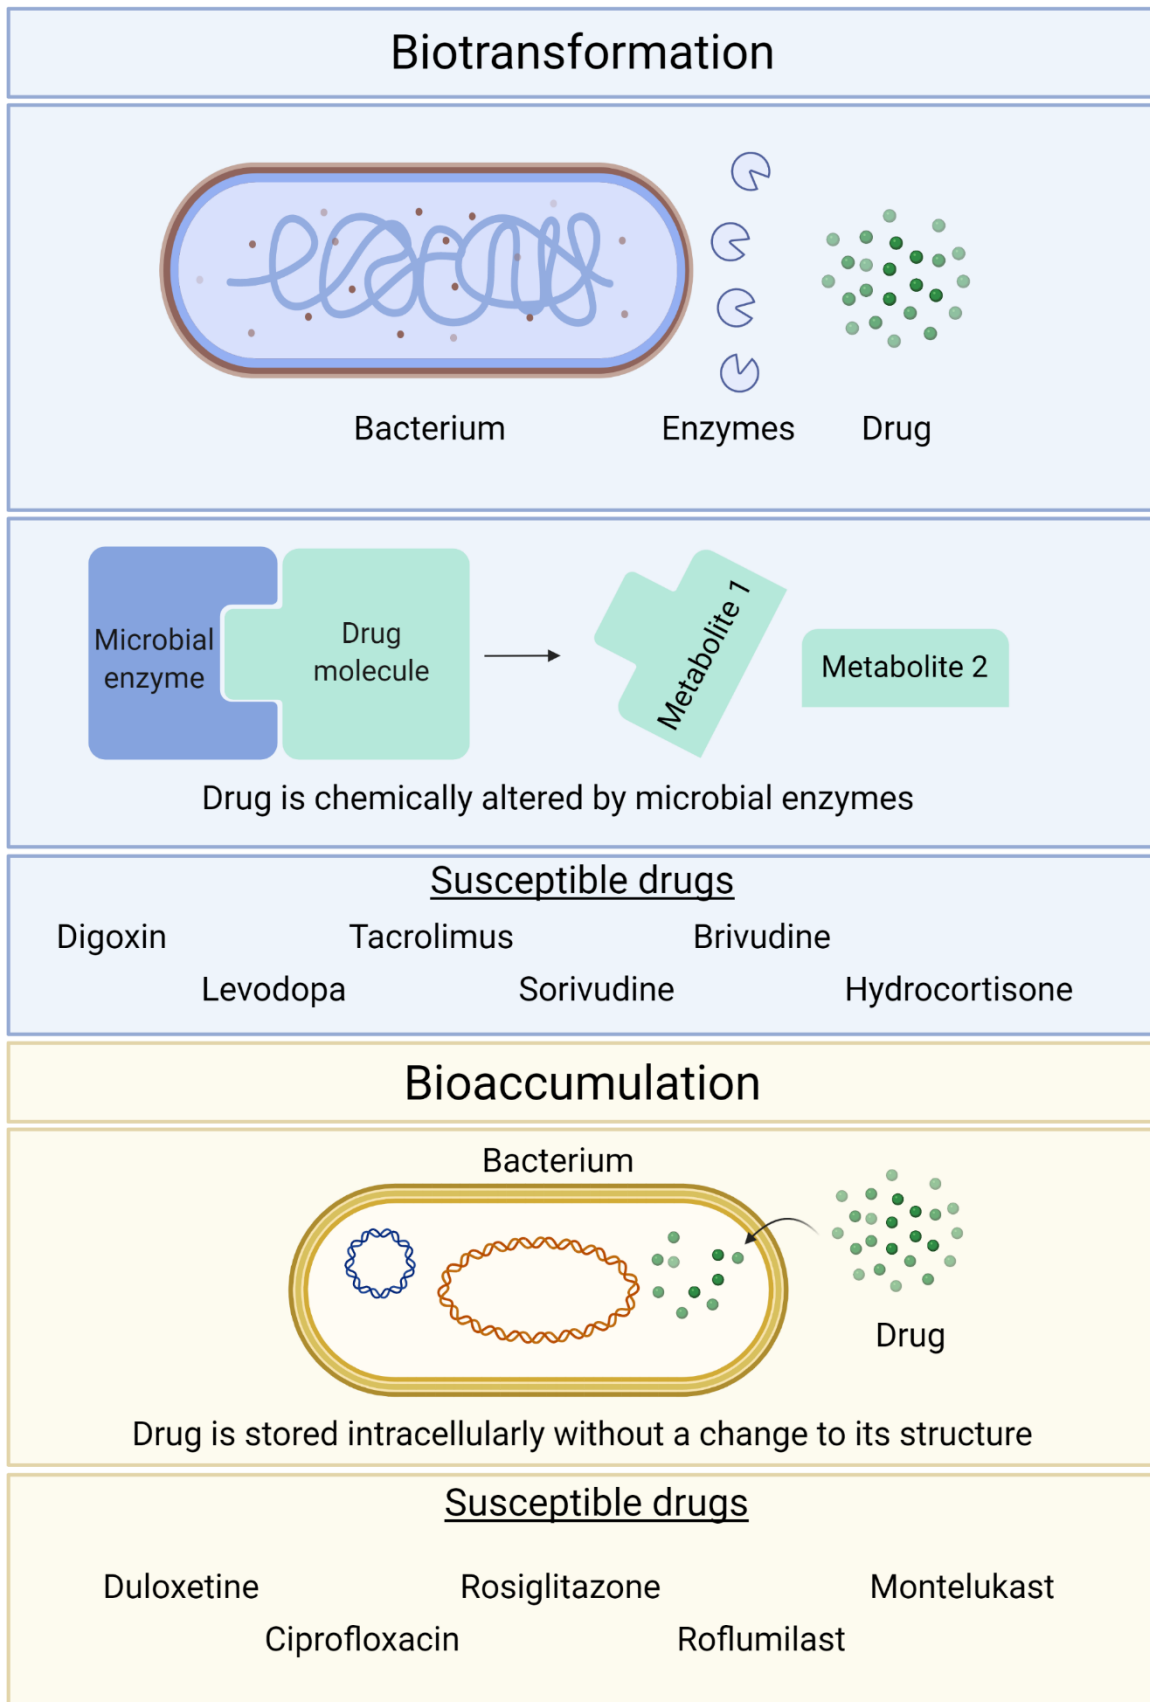 Biotransformation
Bacterium
Enzymes
Drug
Microbial
enzyme
Drug
molecule
Metabolite 1
Metabolite 2
Drug is chemically altered by microbial enzymes
Susceptible drugs
Digoxin
Tacrolimus
Brivudine
Levodopa
Sorivudine
Hydrocortisone
Bioaccumulation
Bacterium
Drug
Drug is stored intracellularly without a change to its structure
Susceptible drugs
Duloxetine
Rosiglitazone
Montelukast
Ciprofloxacin
Roflumilast